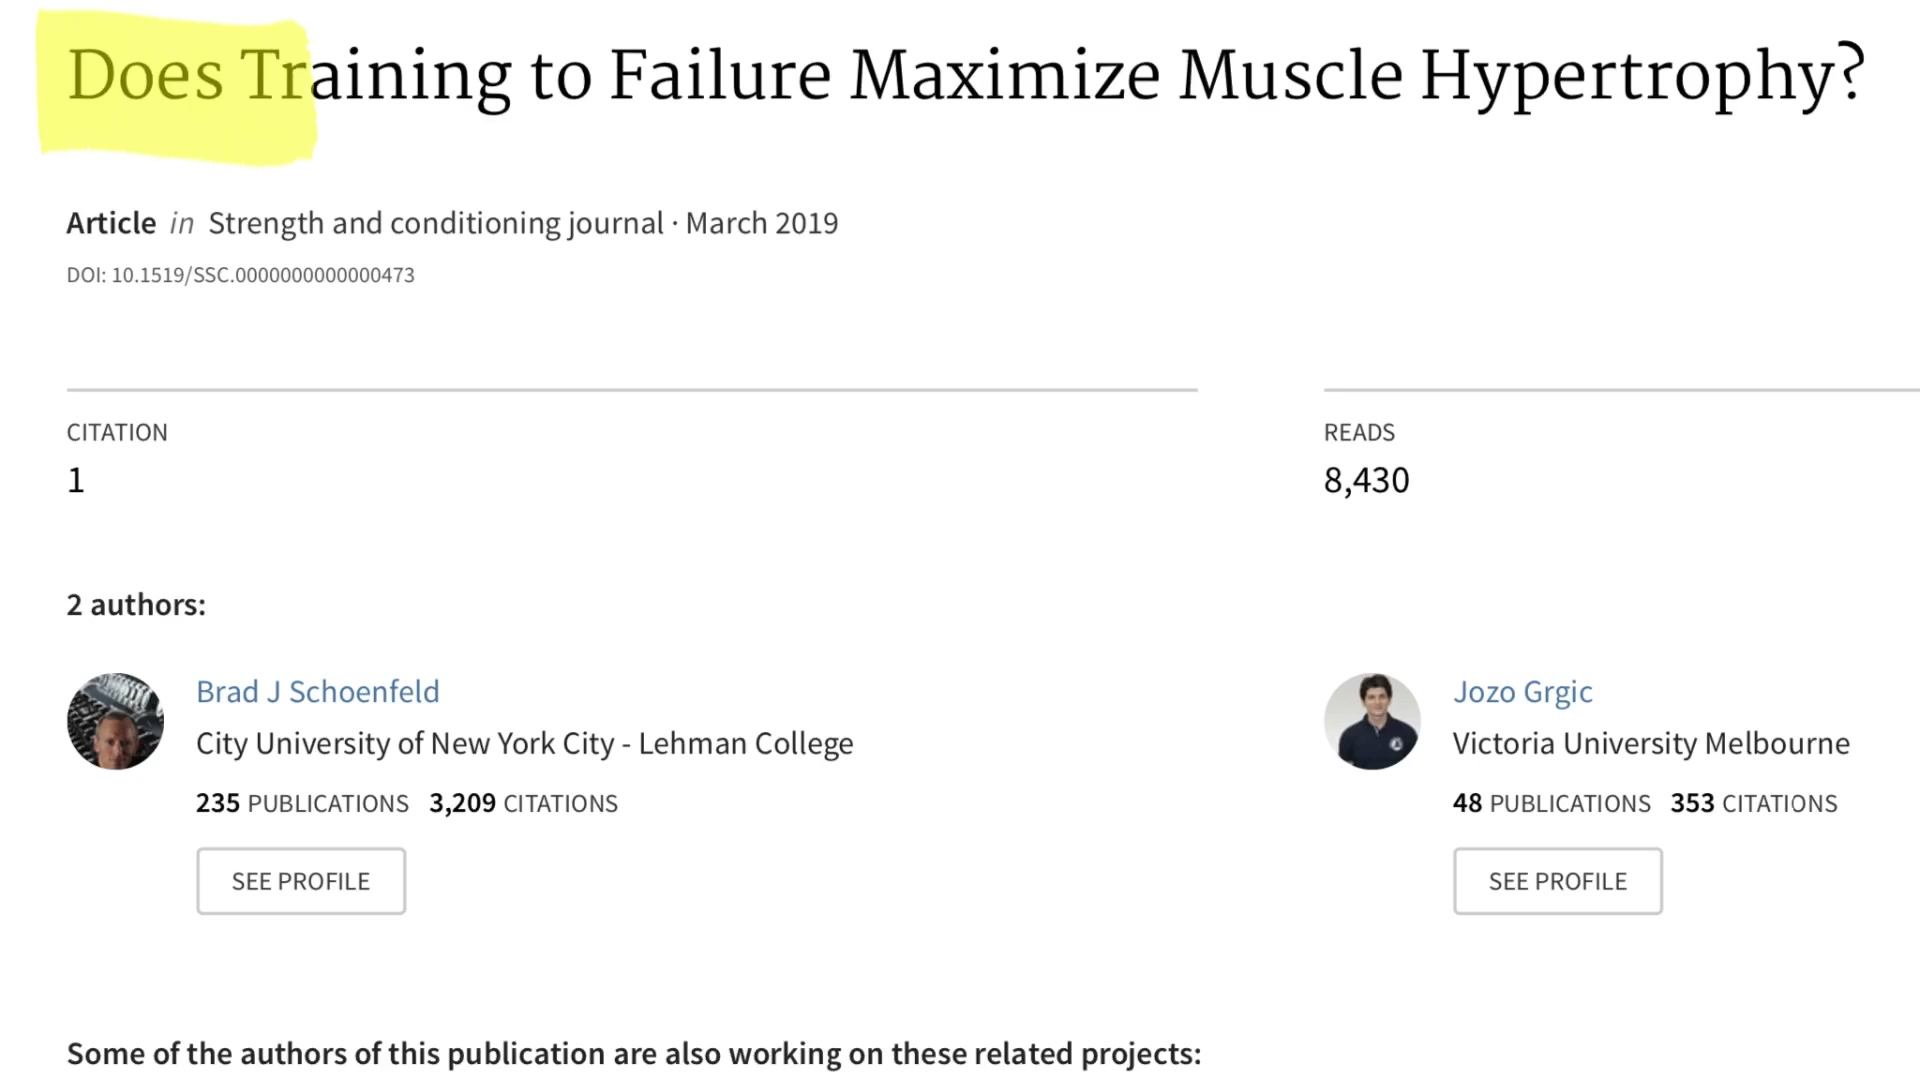 Does Training to Failure Maximize Muscle Hypertrophy?
Article in Strength and conditioning journal · March 2019
DOI: 10.1519/SSC.0000000000000473
CITATION
1
READS
8,430
2 authors:
Brad J Schoenfeld
City University of New York City - Lehman College
235 PUBLICATIONS 3,209 CITATIONS
SEE PROFILE
Jozo Grgic
Victoria University Melbourne
48 PUBLICATIONS 353 CITATIONS
SEE PROFILE
Some of the authors of this publication are also working on these related projects: